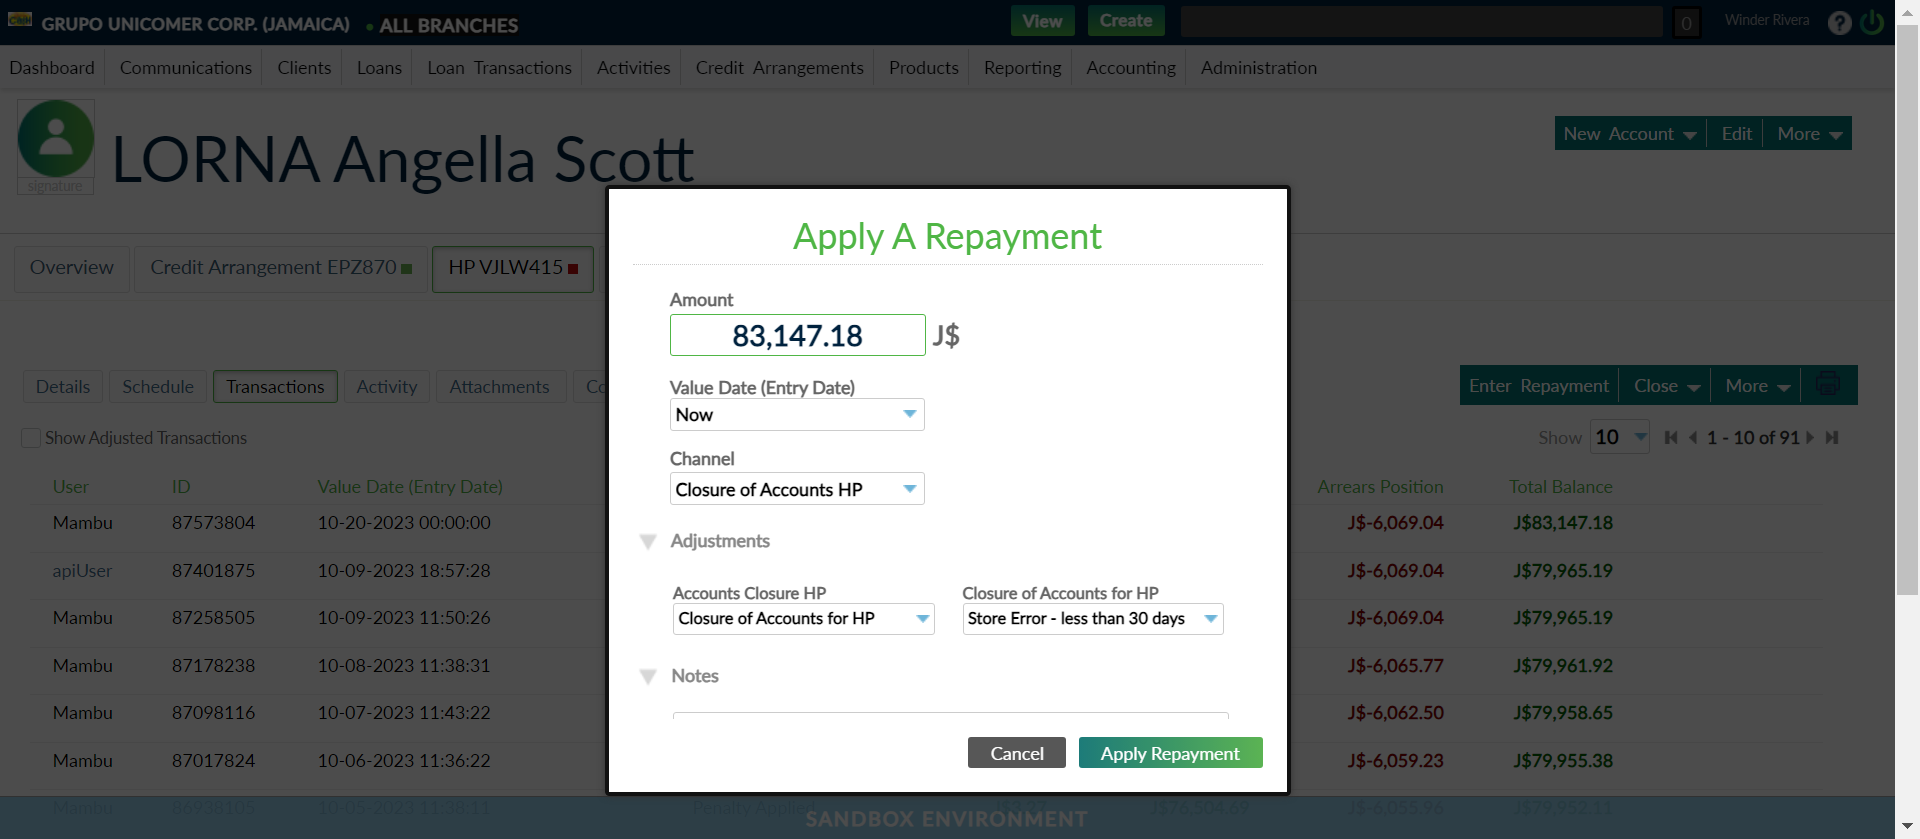 GRUPO UNICOMER CORP. (JAMAICA) ALL BRANCHES View Create 0 Winder Rivera ?
Dashboard Communications Clients Loans Loan Transactions Activities Credit Arrangements Products Reporting Accounting Administration
LORNA Angella Scott
signature
New Account Edit More
Overview Credit Arrangement EPZ870 HP VJLW415
Details Schedule Transactions Activity Attachments
Enter Repayment Close More
Show Adjusted Transactions
Show 10 1 - 10 of 91
User ID Value Date (Entry Date) Arrears Position Total Balance
Mambu 87573804 10-20-2023 00:00:00 J$-6,069.04 J$83,147.18
apiUser 87401875 10-09-2023 18:57:28 J$-6,069.04 J$79,965.19
Mambu 87258505 10-09-2023 11:50:26 J$-6,069.04 J$79,965.19
Mambu 87178238 10-08-2023 11:38:31 J$-6,065.77 J$79,961.92
Mambu 87098116 10-07-2023 11:43:22 J$-6,062.50 J$79,958.65
Mambu 87017824 10-06-2023 11:36:22 J$-6,059.23 J$79,955.38
Mambu 86938105 10-05-2023 11:38:11 Penalty Applied J$3.27 J$76,504.69 J$-6,055.96 J$79,952.11
Apply A Repayment
Amount
83,147.18 J$
Value Date (Entry Date)
Now
Channel
Closure of Accounts HP
Adjustments
Accounts Closure HP Closure of Accounts for HP
Closure of Accounts for HP Store Error - less than 30 days
Notes
Cancel Apply Repayment
SANDBOX ENVIRONMENT